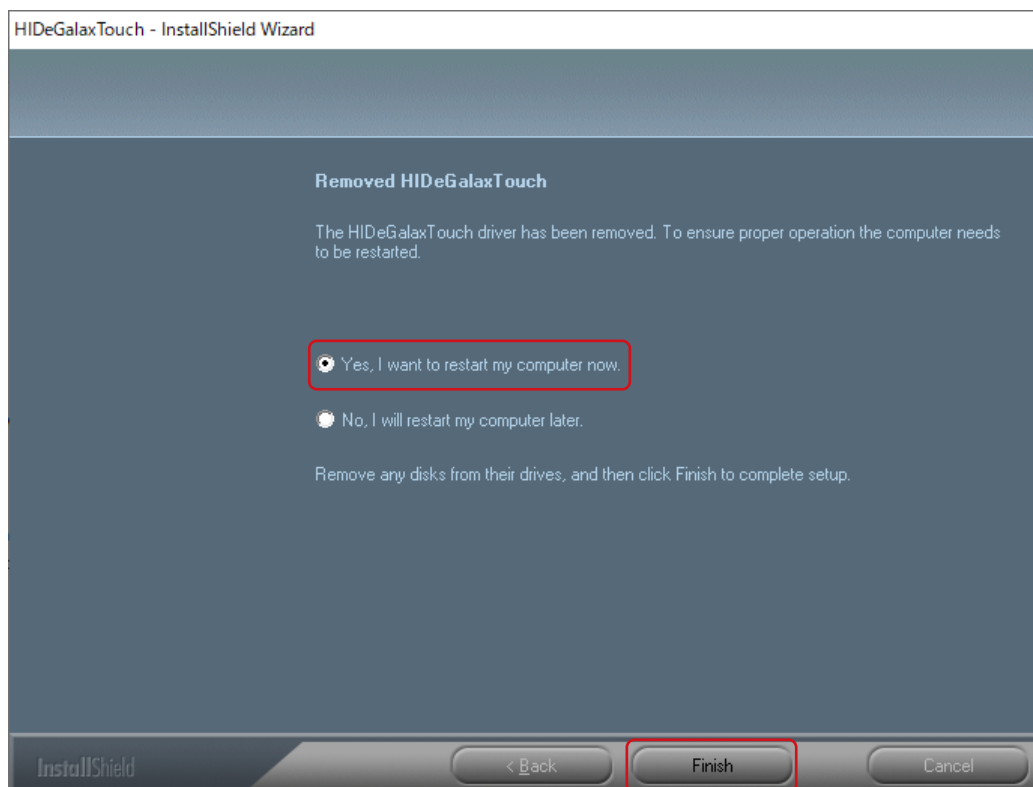 HIDeGalaxTouch - InstallShield Wizard
Removed HIDeGalaxTouch
The HIDeGalaxTouch driver has been removed. To ensure proper operation the computer needs
to be restarted.
Yes, I want to restart my computer now.
No, I will restart my computer later.
Remove any disks from their drives, and then click Finish to complete setup.
InstallShield
< Back
Finish
Cancel